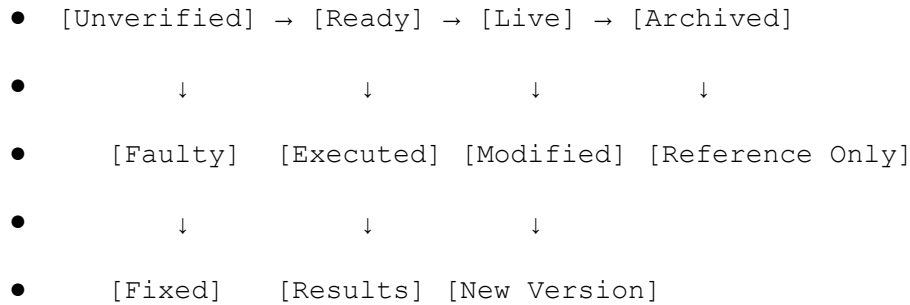 ● [Unverified] → [Ready] → [Live] → [Archived]
● ↓ ↓ ↓ ↓
● [Faulty] [Executed] [Modified] [Reference Only]
● ↓ ↓ ↓
● [Fixed] [Results] [New Version]